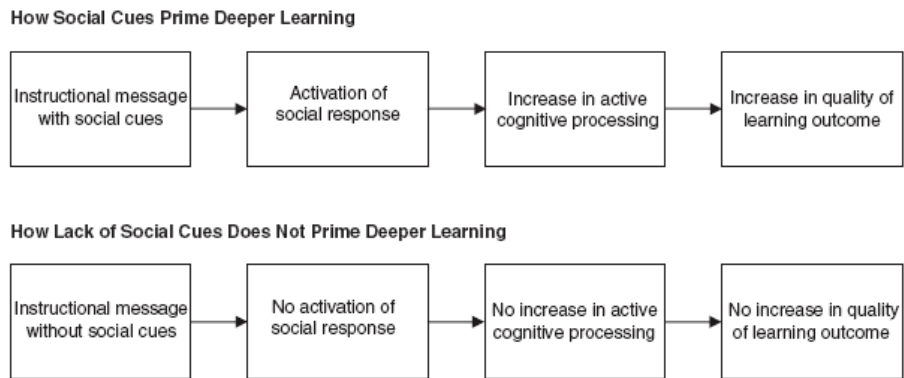 How Social Cues Prime Deeper Learning
Instructional message
with social cues
Activation of
social response
Increase in active
cognitive processing
Increase in quality of
learning outcome
How Lack of Social Cues Does Not Prime Deeper Learning
Instructional message
without social cues
No activation of
social response
No increase in active
cognitive processing
No increase in quality
of learning outcome